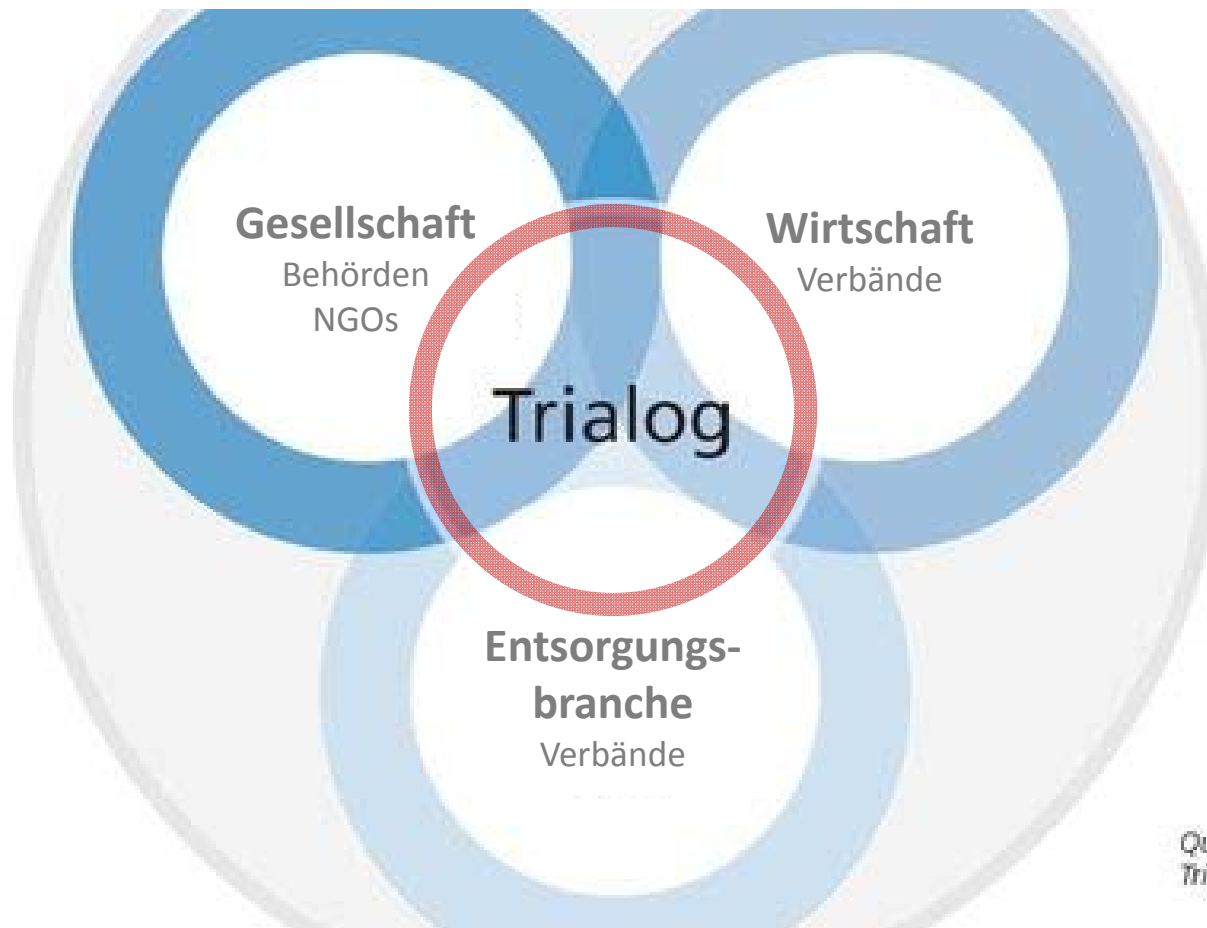 Gesellschaft
Behörden
NGOs
Wirtschaft
Verbände
Trialog
Entsorgungs-
branche
Verbände